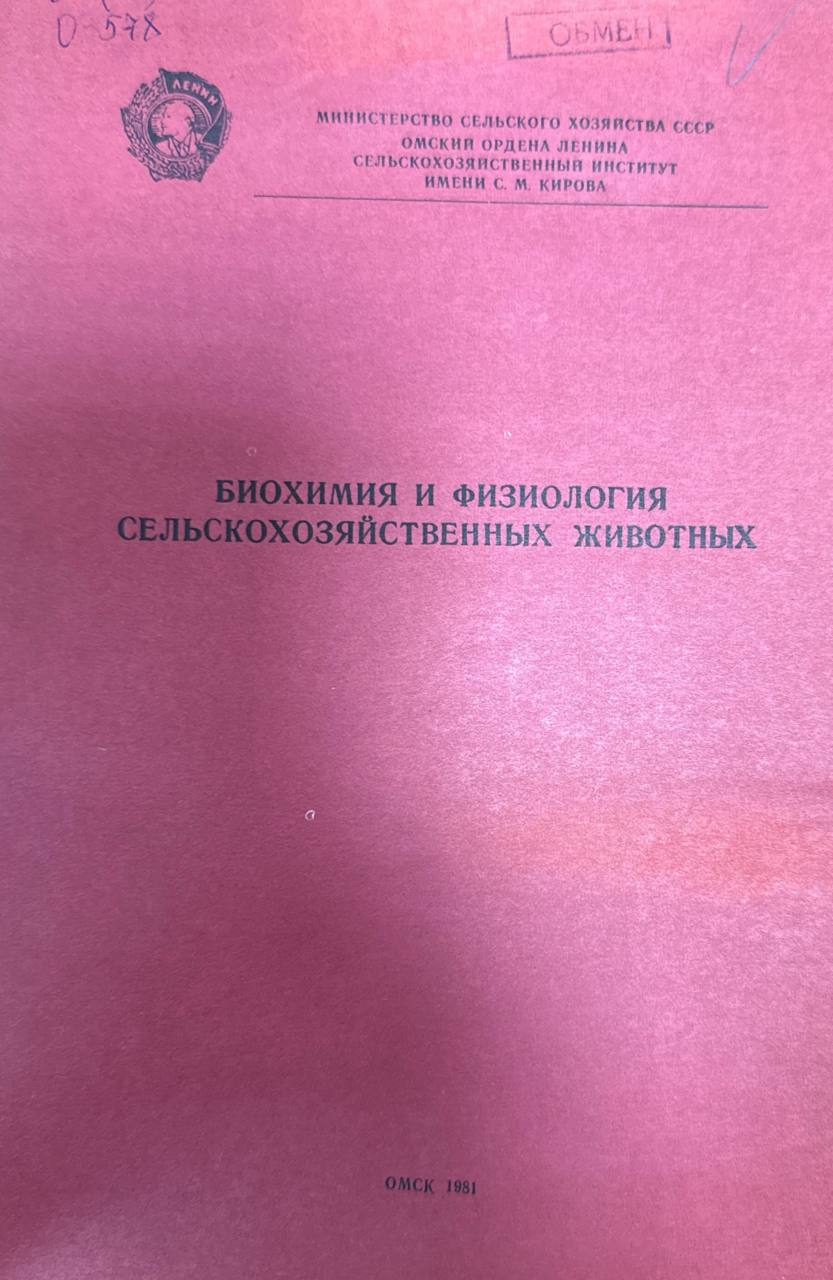 О-578
ОБМЕН
ЛЕНИН
МИНИСТЕРСТВО СЕЛЬСКОГО ХОЗЯЙСТВА СССР
ОМСКИЙ ОРДЕНА ЛЕНИНА
СЕЛЬСКОХОЗЯЙСТВЕННЫЙ ИНСТИТУТ
ИМЕНИ С. М. КИРОВА
БИОХИМИЯ И ФИЗИОЛОГИЯ
СЕЛЬСКОХОЗЯЙСТВЕННЫХ ЖИВОТНЫХ
ОМСК 1981